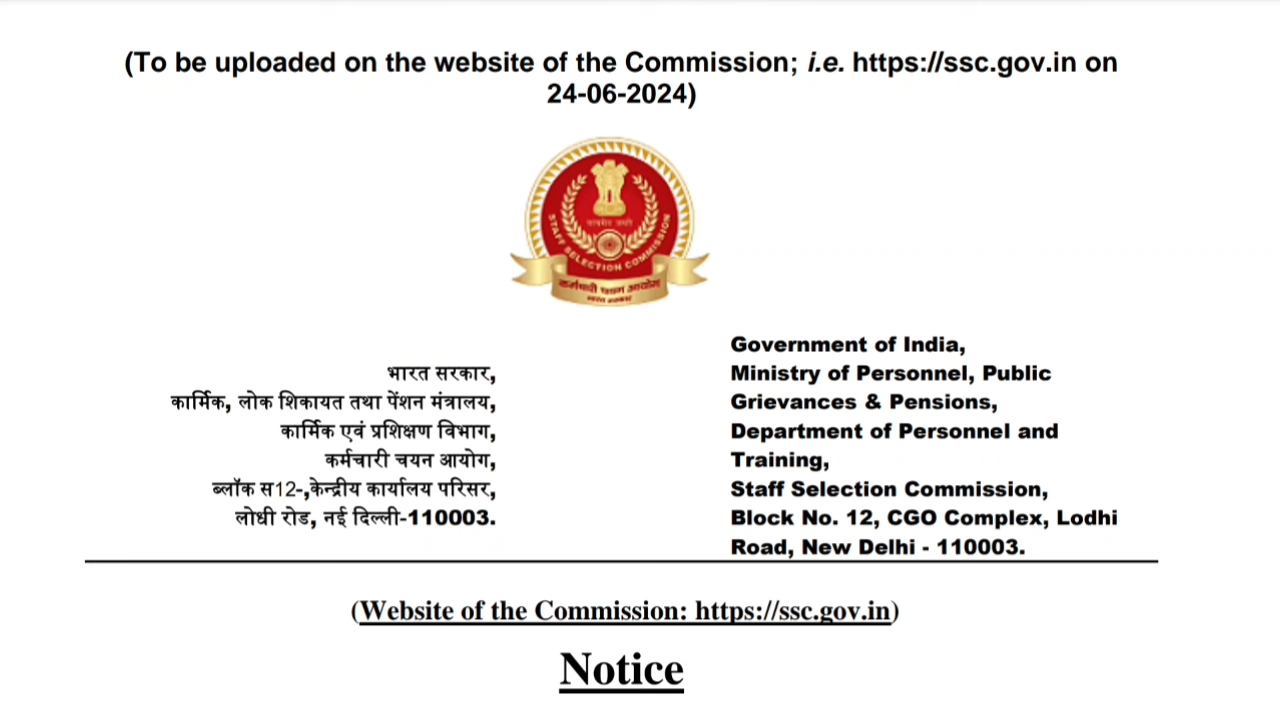 (To be uploaded on the website of the Commission; i.e. https://ssc.gov.in on
24-06-2024)
STAFF SELECTION COMMISSION
भारत सरकार,
कार्मिक, लोक शिकायत तथा पेंशन मंत्रालय,
कार्मिक एवं प्रशिक्षण विभाग,
कर्मचारी चयन आयोग,
ब्लॉक स12-,केन्द्रीय कार्यालय परिसर,
लोधी रोड, नई दिल्ली-110003.
Government of India,
Ministry of Personnel, Public
Grievances & Pensions,
Department of Personnel and
Training,
Staff Selection Commission,
Block No. 12, CGO Complex, Lodhi
Road, New Delhi - 110003.
(Website of the Commission: https://ssc.gov.in)
Notice